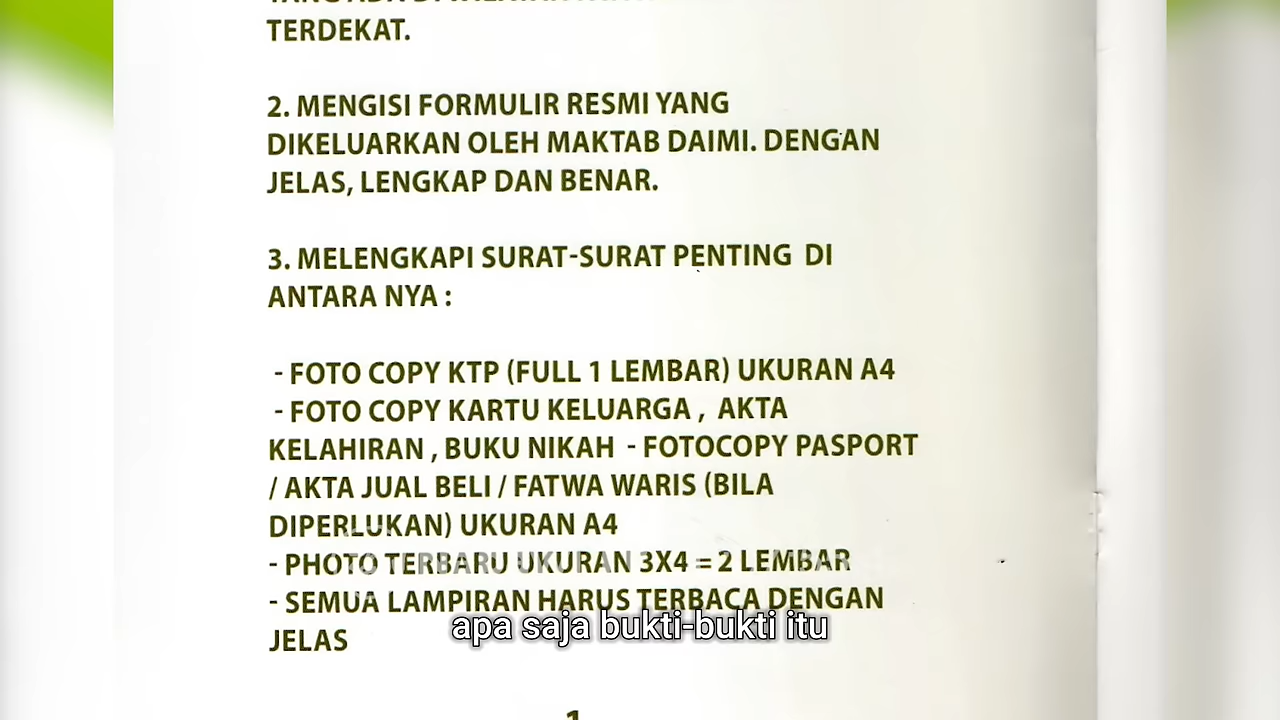 TERDEKAT.
2. MENGISI FORMULIR RESMI YANG
DIKELUARKAN OLEH MAKTAB DAIMI. DENGAN
JELAS, LENGKAP DAN BENAR.
3. MELENGKAPI SURAT-SURAT PENTING DI
ANTARA NYA :
- FOTO COPY KTP (FULL 1 LEMBAR) UKURAN A4
- FOTO COPY KARTU KELUARGA , AKTA
KELAHIRAN , BUKU NIKAH - FOTOCOPY PASPORT
/ AKTA JUAL BELI / FATWA WARIS (BILA
DIPERLUKAN) UKURAN A4
- PHOTO TERBARU UKURAN 3X4 = 2 LEMBAR
- SEMUA LAMPIRAN HARUS TERBACA DENGAN
JELAS
apa saja bukti-bukti itu
1